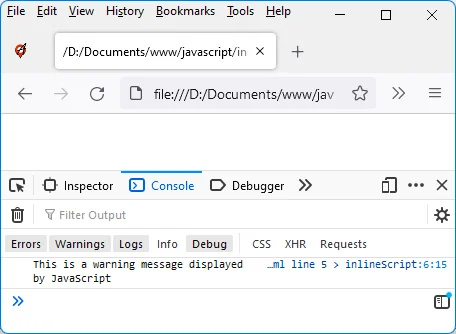 File Edit View History Bookmarks Tools Help
/D:/Documents/www/javascript/in
file:///D:/Documents/www/jav
Inspector Console Debugger
Filter Output
Errors Warnings Logs Info Debug CSS XHR Requests
This is a warning message displayed …ml line 5 > inlineScript:6:15
by JavaScript